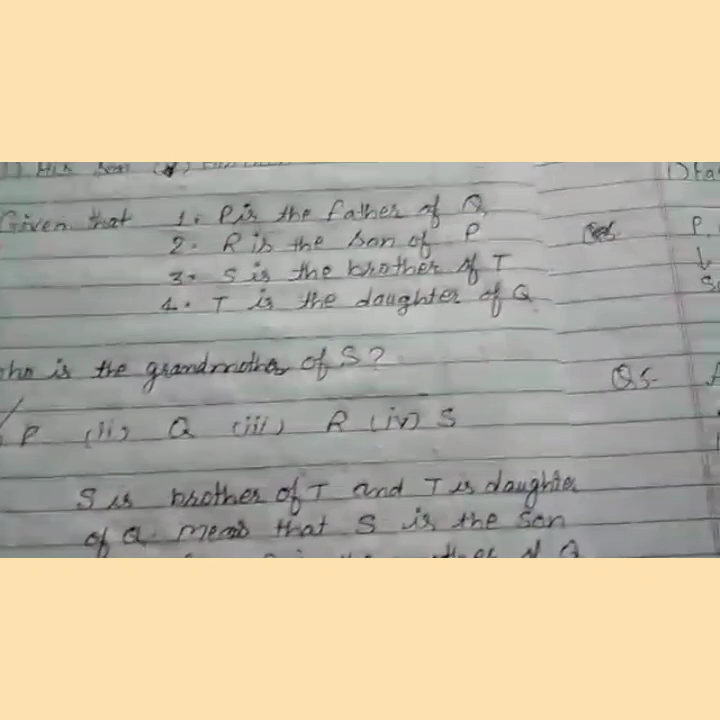 Given that 1. P is the father of Q
2. R is the son of P
3. S is the brother of T
4. T is the daughter of Q
who is the grandmother of S?
P (ii) Q (iii) R (iv) S
S is brother of T and T is daughter
of Q. means that S is the son
Q5.
P